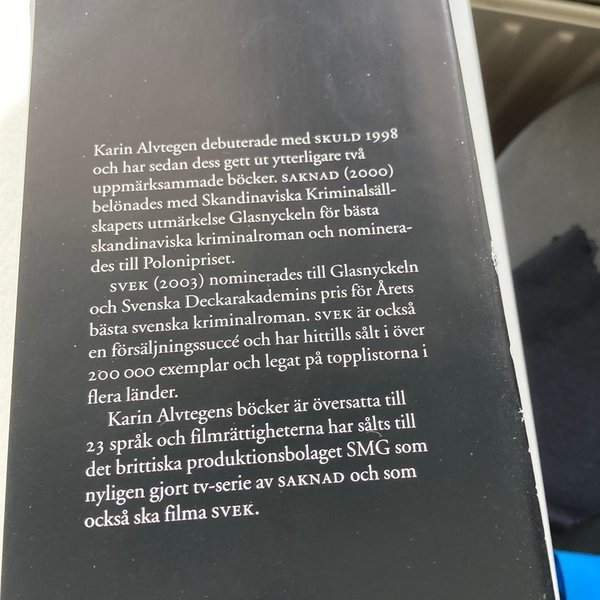 Karin Alvtegen debuterade med SKULD 1998
och har sedan dess gett ut ytterligare två
uppmärksammade böcker. SAKNAD (2000)
belönades med Skandinaviska Kriminalsäll-
skapets utmärkelse Glasnyckeln för bästa
skandinaviska kriminalroman och nominera-
des till Polonipriset.
SVEK (2003) nominerades till Glasnyckeln
och Svenska Deckarakademins pris för Årets
bästa svenska kriminalroman. SVEK är också
en försäljningssuccé och har hittills sålt i över
200 000 exemplar och legat på topplistorna i
flera länder.
Karin Alvtegens böcker är översatta till
23 språk och filmrättigheterna har sålts till
det brittiska produktionsbolaget SMG som
nyligen gjort tv-serie av SAKNAD och som
också ska filma SVEK.